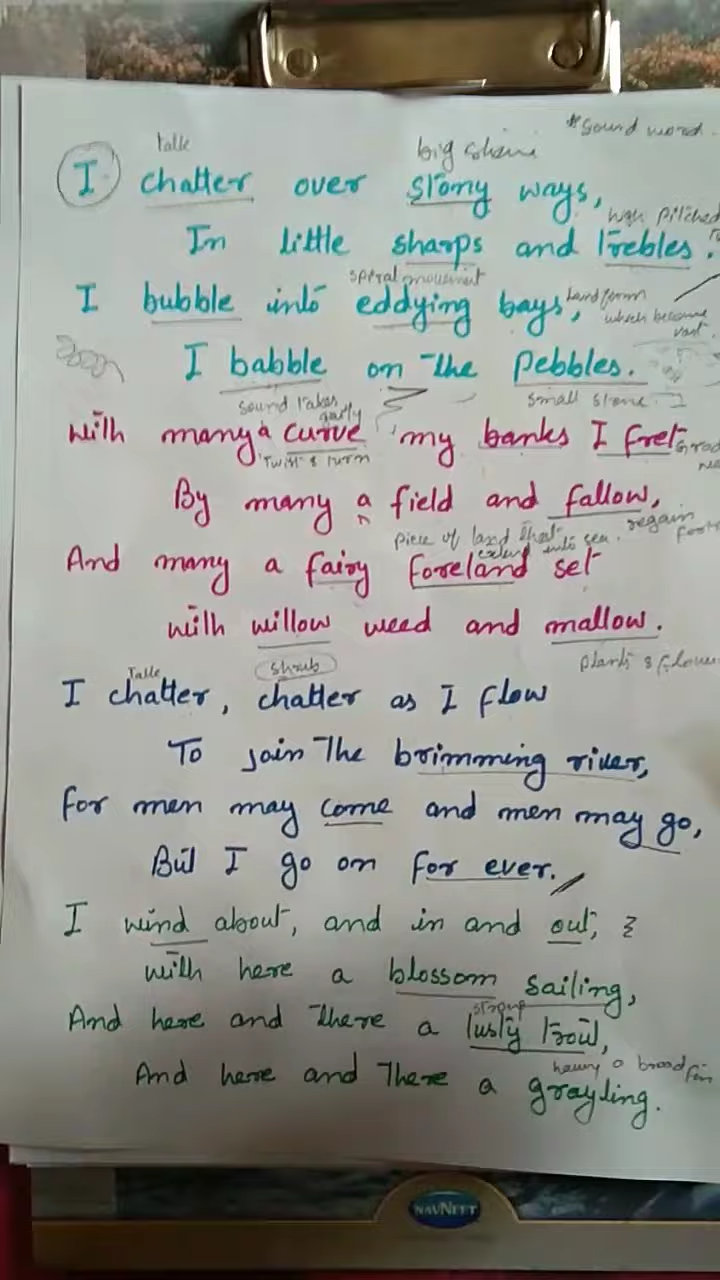 *Sound word.
talk
big stone
I chatter over stony ways,
high pitched
In little sharps and trebles.
spiral movement
I bubble into eddying bays,
Land form
which become
vast.
I babble on the pebbles.
sound takes
small stone
with many a curve my banks I fret
Twist & turn
By many a field and fallow,
piece of land that
extend into sea.
regain
And many a fairy foreland set
with willow weed and mallow.
Talk
shrub
plants & flower
I chatter, chatter as I flow
To join the brimming river,
for men may come and men may go,
But I go on for ever.
I wind about, and in and out,
with here a blossom sailing,
strong
And here and there a lusty trout,
having a broad fin
And here and there a grayling.
NAVNEET